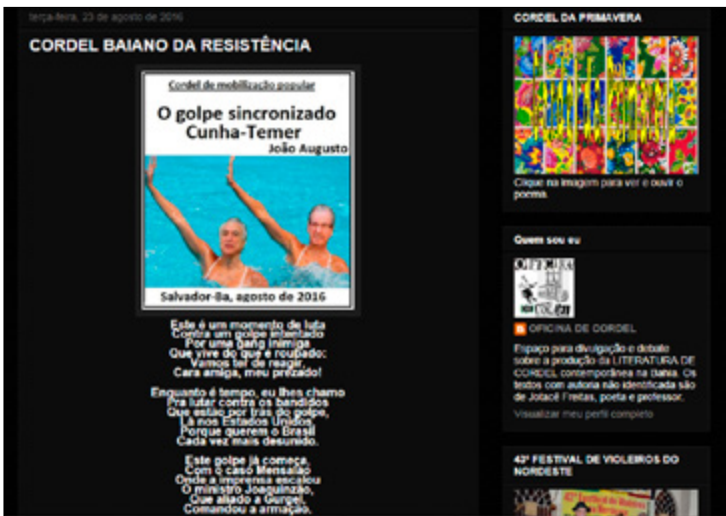 terça-feira, 23 de agosto de 2016
CORDEL BAIANO DA RESISTÊNCIA
Cordel de mobilização popular
O golpe sincronizado
Cunha-Temer
João Augusto
Salvador-Ba, agosto de 2016
Este é um momento de luta
Contra um golpe intentado
Por uma gang inimiga
Que vive do que é roubado:
Vamos ter de reagir,
Cara amiga, meu prezado!
Enquanto é tempo, eu lhes chamo
Pra lutar contra os bandidos
Que estão por trás do golpe,
Lá nos Estados Unidos,
Porque querem o Brasil
Cada vez mais desunido.
Este golpe já começa,
Com o caso Mensalão
Onde a imprensa escalou
O ministro Joaquinzão,
Que aliado a Gurgel,
Comandou a armação.
CORDEL DA PRIMAVERA
Clique na imagem para ver e ouvir o
poema.
Quem sou eu
OFICINA
OFICINA DE CORDEL
Espaço para divulgação e debate
sobre a produção da LITERATURA DE
CORDEL contemporânea na Bahia. Os
textos com autoria não identificada são
de Jotacê Freitas, poeta e professor.
Visualizar meu perfil completo
43º FESTIVAL DE VIOLEIROS DO
NORDESTE